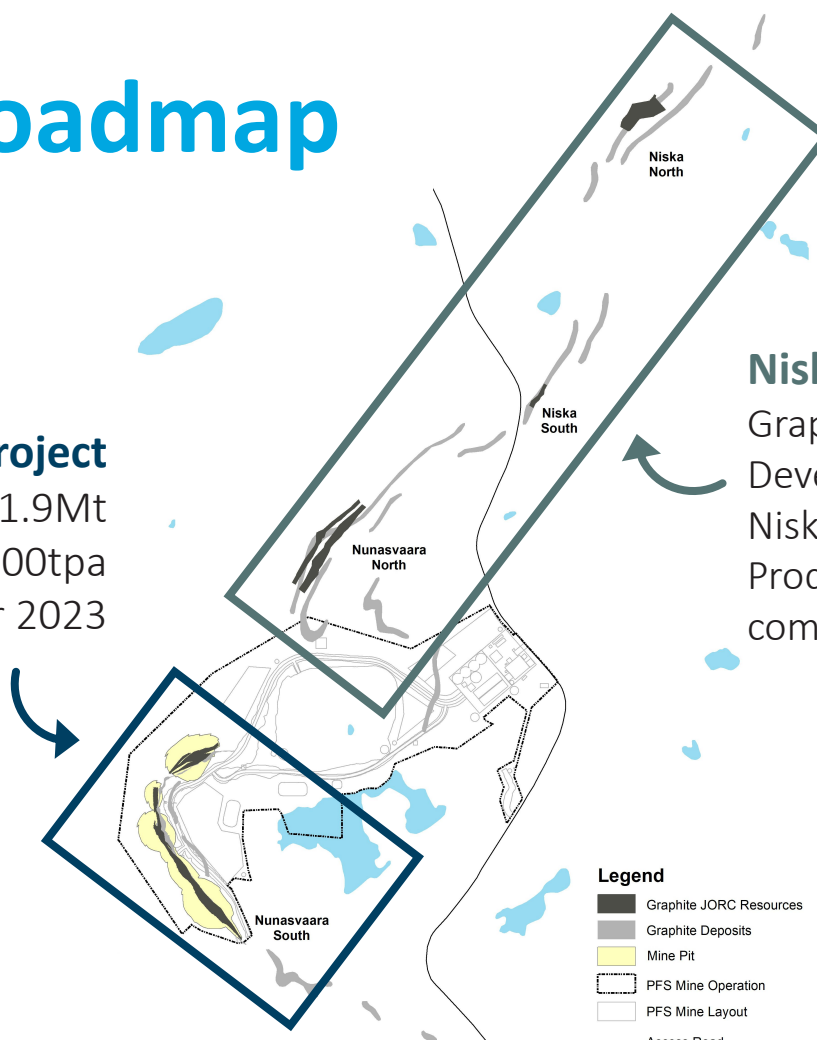 oadmap
Niska
North
Niska
South
Nunasvaara
North
roject
1.9Mt
00tpa
2023
Grap
Deve
Nisk
Prod
com
Nunasvaara
South
Legend
Graphite JORC Resources
Graphite Deposits
Mine Pit
PFS Mine Operation
PFS Mine Layout